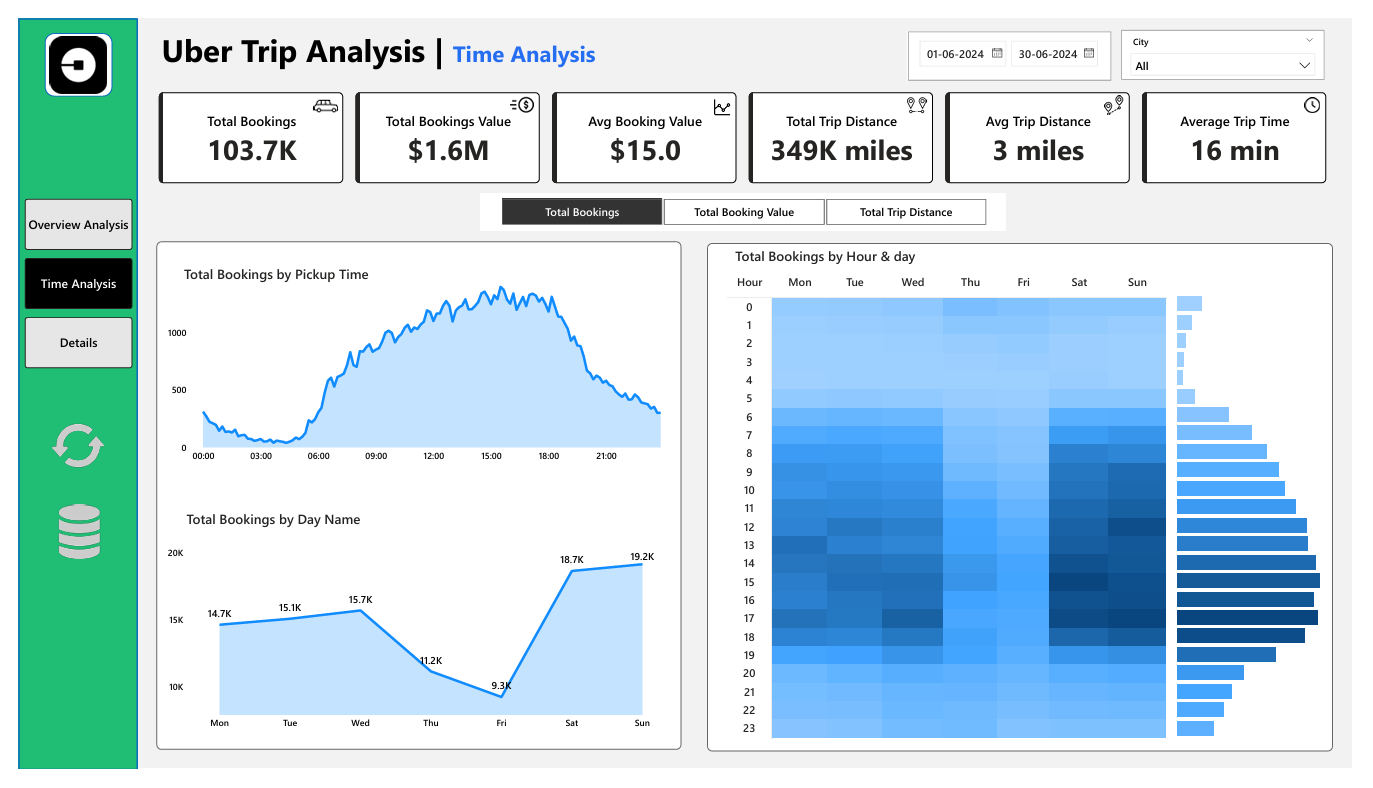 Uber Trip Analysis | Time Analysis
01-06-2024 30-06-2024
City
All
Total Bookings
103.7K
Total Bookings Value
$1.6M
Avg Booking Value
$15.0
Total Trip Distance
349K miles
Avg Trip Distance
3 miles
Average Trip Time
16 min
Overview Analysis
Time Analysis
Details
Total Bookings Total Booking Value Total Trip Distance
Total Bookings by Pickup Time
1000
500
0
00:00 03:00 06:00 09:00 12:00 15:00 18:00 21:00
Total Bookings by Day Name
20K
15K
10K
14.7K 15.1K 15.7K 11.2K 9.3K 18.7K 19.2K
Mon Tue Wed Thu Fri Sat Sun
Total Bookings by Hour & day
Hour Mon Tue Wed Thu Fri Sat Sun
0
1
2
3
4
5
6
7
8
9
10
11
12
13
14
15
16
17
18
19
20
21
22
23